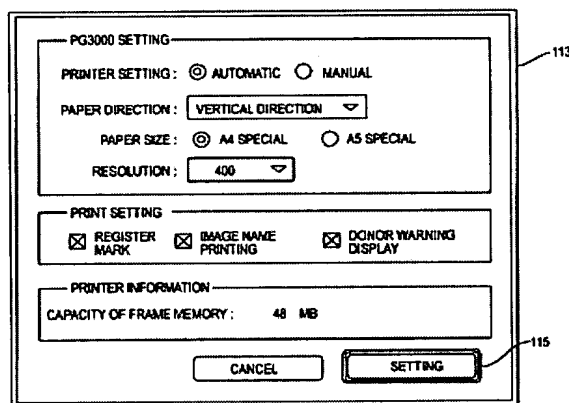 PG3000 SETTING
PRINTER SETTING : AUTOMATIC MANUAL
PAPER DIRECTION : VERTICAL DIRECTION
PAPER SIZE : A4 SPECIAL A5 SPECIAL
RESOLUTION : 400
PRINT SETTING
REGISTER MARK IMAGE NAME PRINTING DONOR WARNING DISPLAY
PRINTER INFORMATION
CAPACITY OF FRAME MEMORY : 48 MB
CANCEL SETTING
113
115